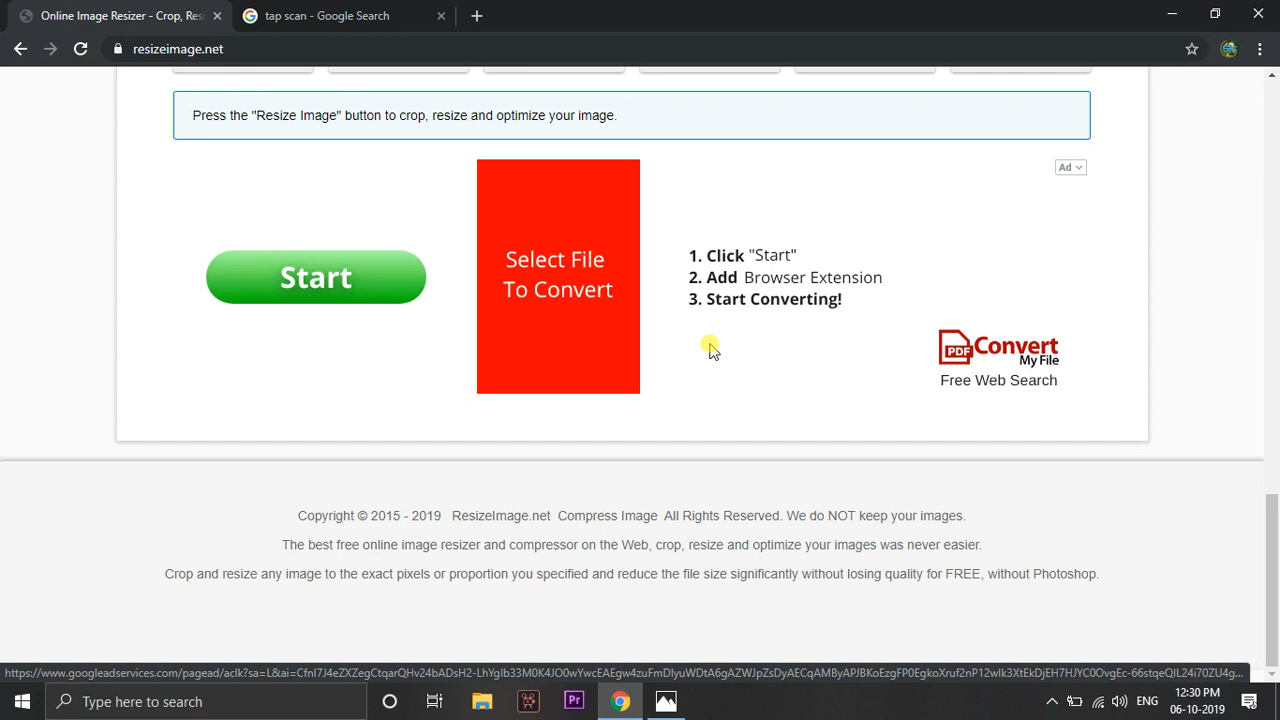 Online Image Resizer - Crop, Res
tap scan - Google Search
resizeimage.net
Press the "Resize Image" button to crop, resize and optimize your image.
Ad
Start
Select File
To Convert
1. Click "Start"
2. Add Browser Extension
3. Start Converting!
PDF Convert
My File
Free Web Search
Copyright © 2015 - 2019 ResizeImage.net Compress Image All Rights Reserved. We do NOT keep your images.
The best free online image resizer and compressor on the Web, crop, resize and optimize your images was never easier.
Crop and resize any image to the exact pixels or proportion you specified and reduce the file size significantly without losing quality for FREE, without Photoshop.
Type here to search
Pr
ENG
12:30 PM
06-10-2019